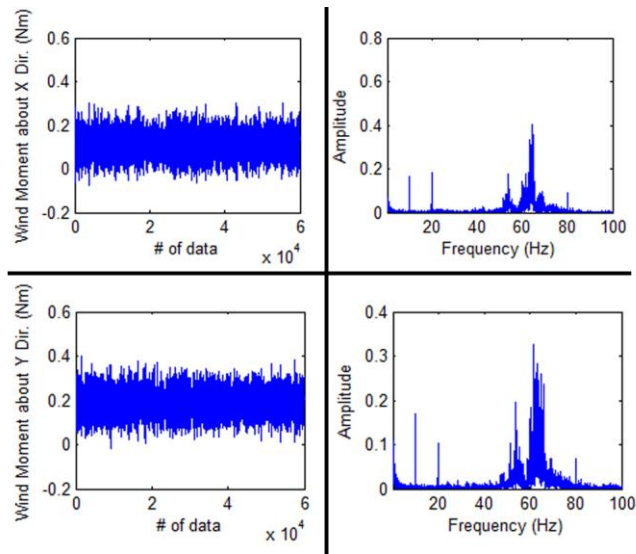 Wind Moment about X Dir. (Nm)
0.6
0.4
0.2
0
-0.2
0 2 4 6
# of data
x 10^4
Amplitude
0.8
0.6
0.4
0.2
0
20 40 60 80 100
Frequency (Hz)
Wind Moment about Y Dir. (Nm)
0.6
0.4
0.2
0
-0.2
0 2 4 6
# of data
x 10^4
Amplitude
0.4
0.3
0.2
0.1
0
20 40 60 80 100
Frequency (Hz)